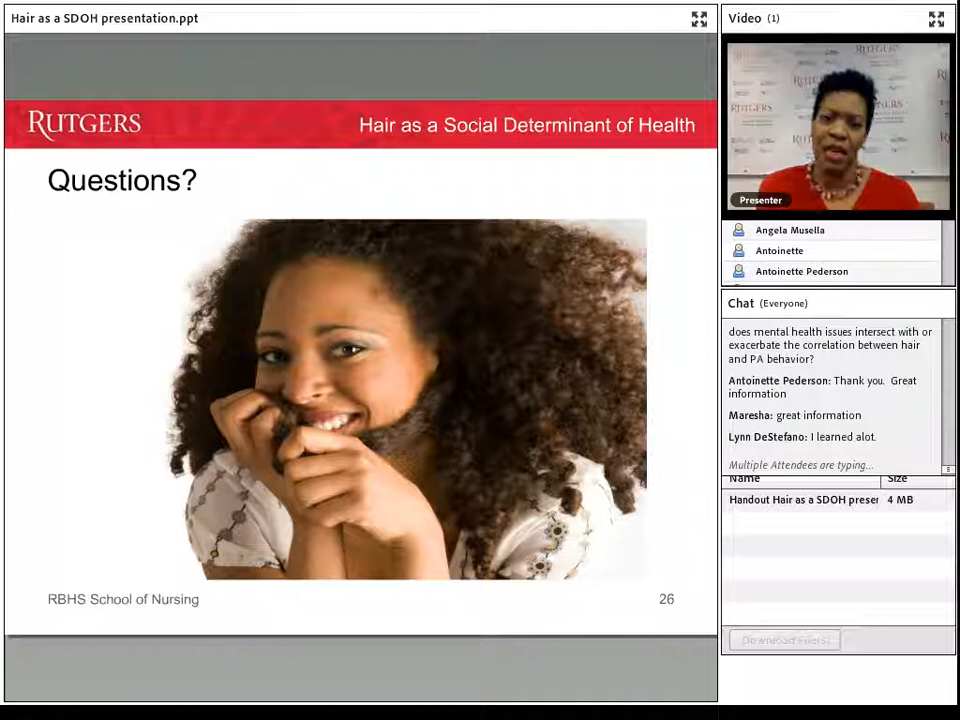 Hair as a SDOH presentation.ppt
RUTGERS
Hair as a Social Determinant of Health
Questions?
RBHS School of Nursing
26
Video (1)
RUTGERS
RUTGERS
Presenter
Angela Musella
Antoinette
Antoinette Pederson
Chat (Everyone)
does mental health issues intersect with or
exacerbate the correlation between hair
and PA behavior?
Antoinette Pederson: Thank you. Great
information
Maresha: great information
Lynn DeStefano: I learned alot.
Multiple Attendees are typing...
Name
Size
Handout Hair as a SDOH preser
4 MB
Download File(s)